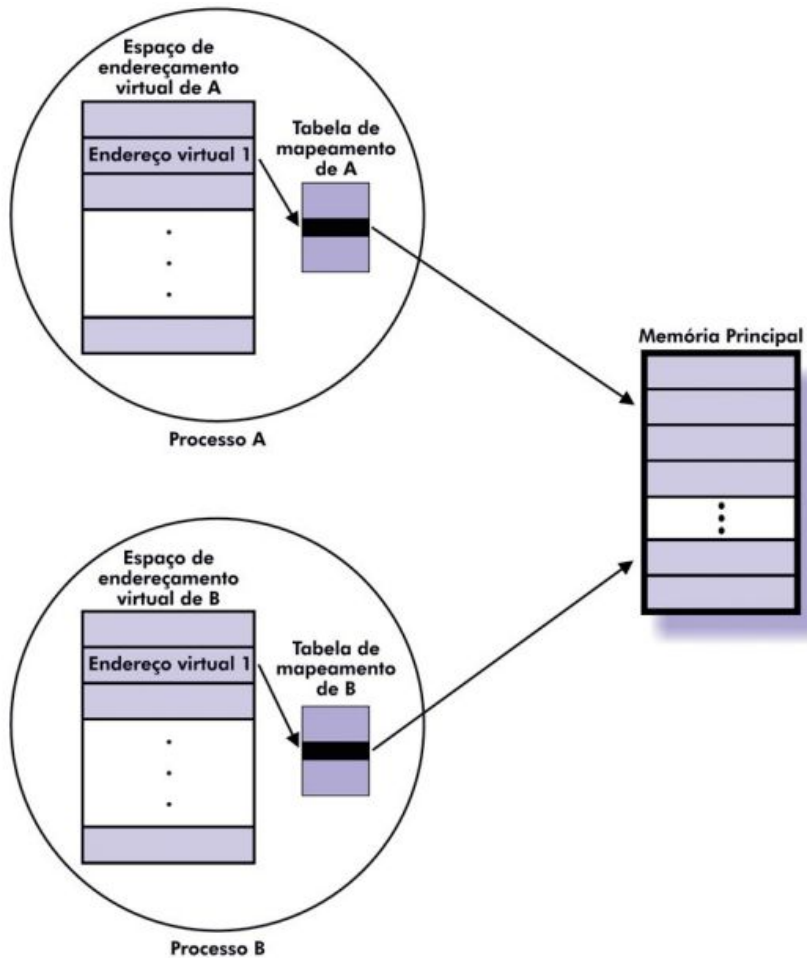 Espaço de
endereçamento
virtual de A
Endereço virtual 1
Tabela de
mapeamento
de A
Processo A
Memória Principal
Espaço de
endereçamento
virtual de B
Endereço virtual 1
Tabela de
mapeamento
de B
Processo B